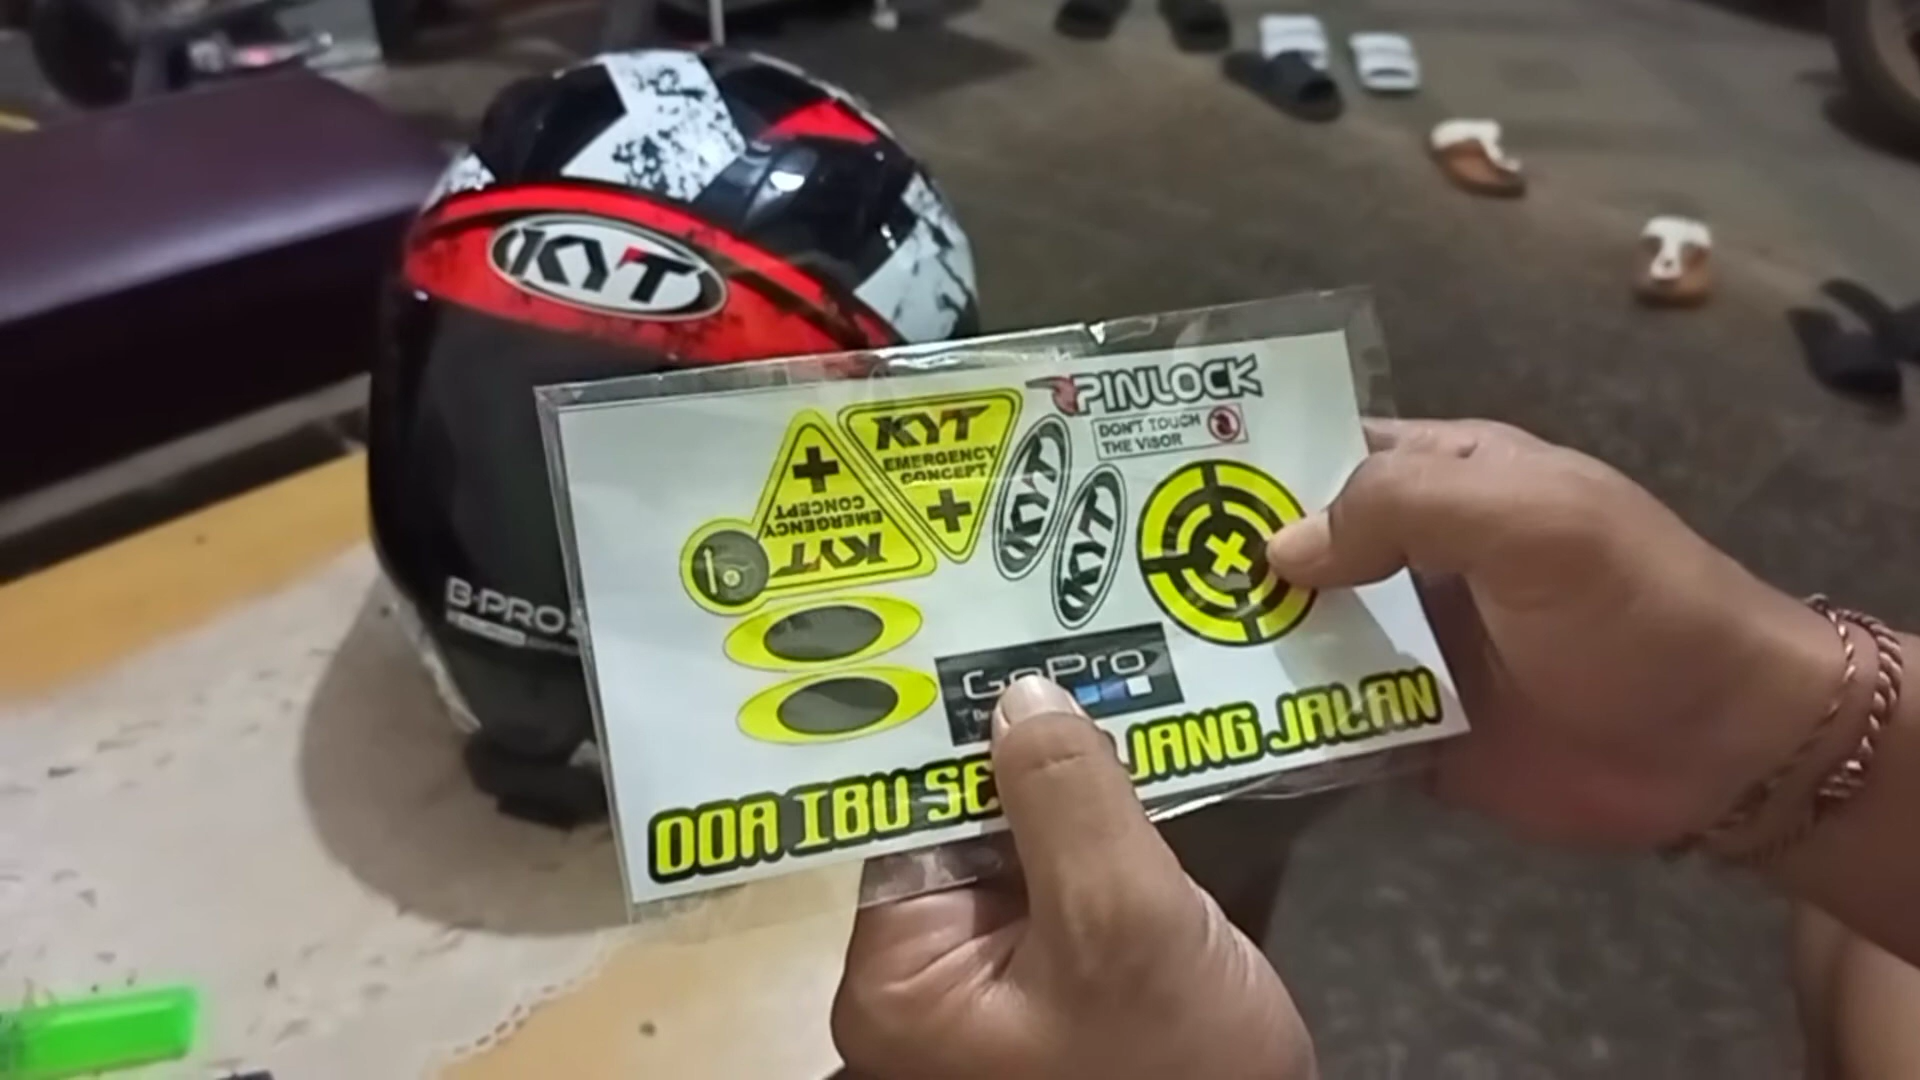 KYT
B·PRO
PINLOCK
DON'T TOUCH
THE VISOR
KYT
EMERGENCY
CONCEPT
KYT
EMERGENCY
CONCEPT
KYT
KYT
GoPro
DOA IBU JANG JALAN